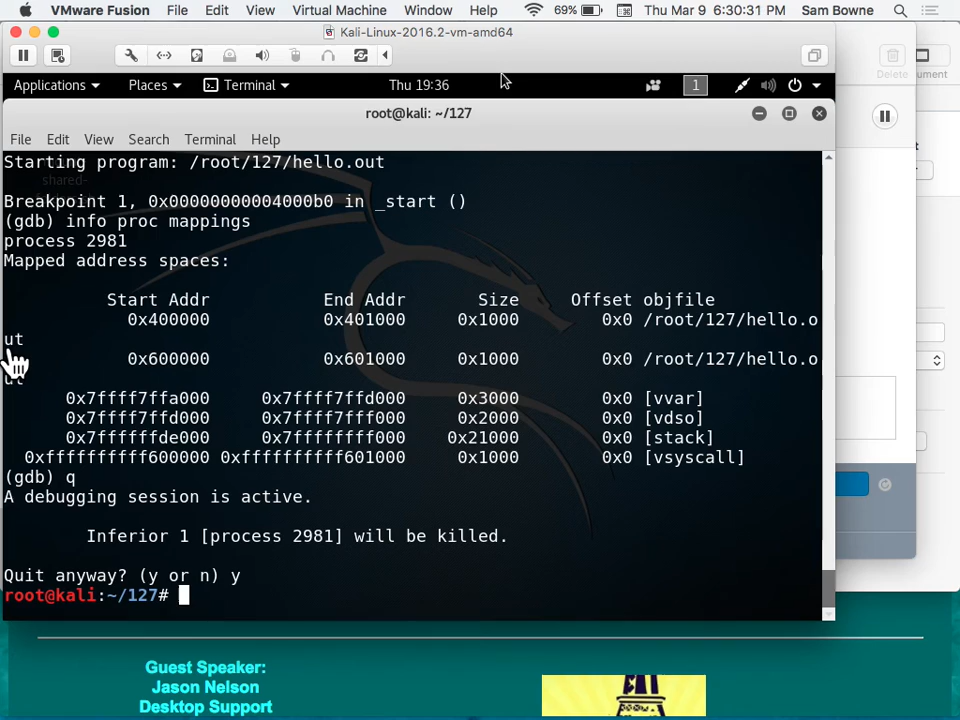 VMware Fusion File Edit View Virtual Machine Window Help 69% Thu Mar 9 6:30:31 PM Sam Bowne
Kali-Linux-2016.2-vm-amd64
Delete
Applications Places Terminal Thu 19:36 1
root@kali: ~/127
File Edit View Search Terminal Help
Starting program: /root/127/hello.out
shared-
Breakpoint 1, 0x00000000004000b0 in _start ()
(gdb) info proc mappings
process 2981
Mapped address spaces:
Start Addr End Addr Size Offset objfile
0x400000 0x401000 0x1000 0x0 /root/127/hello.o
ut
0x600000 0x601000 0x1000 0x0 /root/127/hello.o
ut
0x7ffff7ffa000 0x7ffff7ffd000 0x3000 0x0 [vvar]
0x7ffff7ffd000 0x7ffff7fff000 0x2000 0x0 [vdso]
0x7ffffffde000 0x7ffffffff000 0x21000 0x0 [stack]
0xffffffffff600000 0xffffffffff601000 0x1000 0x0 [vsyscall]
(gdb) q
A debugging session is active.
Inferior 1 [process 2981] will be killed.
Quit anyway? (y or n) y
root@kali:~/127#
Guest Speaker:
Jason Nelson
Desktop Support